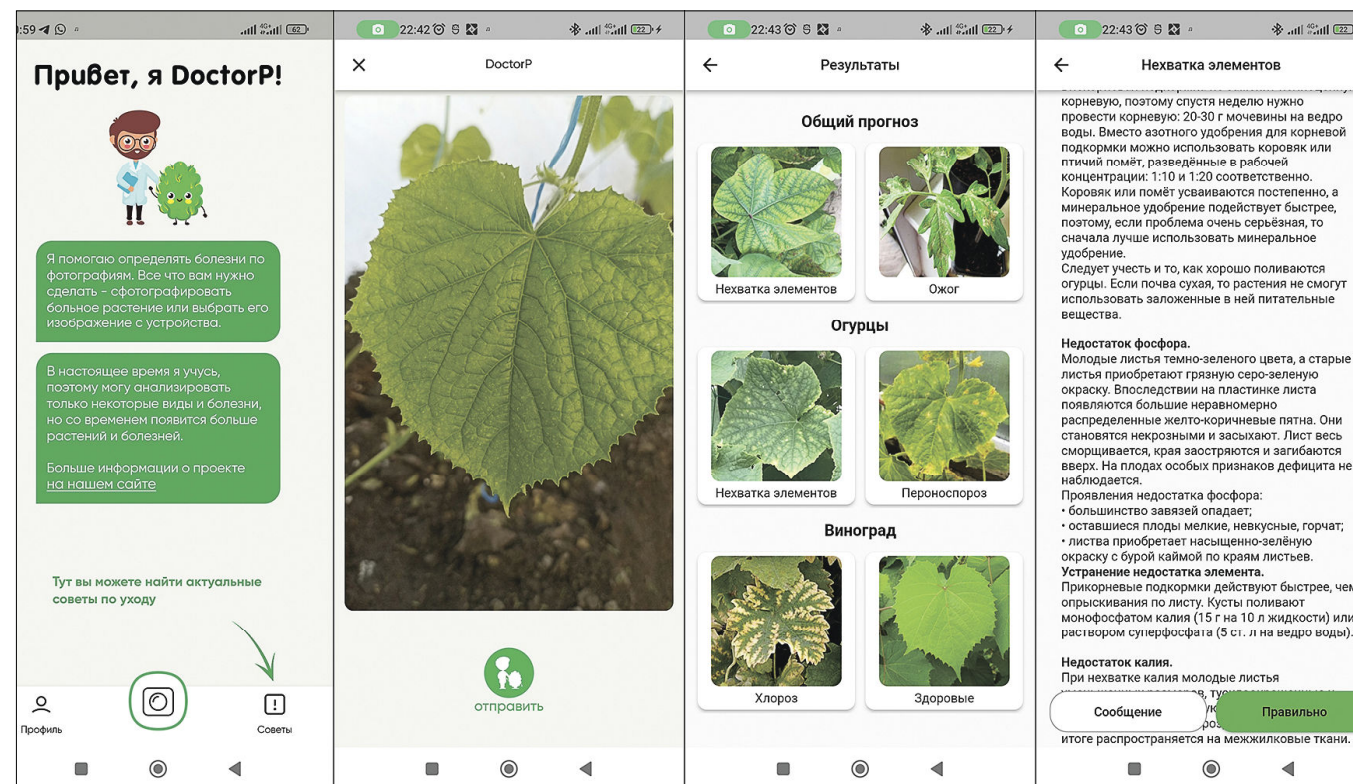 :59
4G+
62
Привет, я DoctorP!
Я помогаю определять болезни по
фотографиям. Все что вам нужно
сделать - сфотографировать
больное растение или выбрать его
изображение с устройства.
В настоящее время я учусь,
поэтому могу анализировать
только некоторые виды и болезни,
но со временем появится больше
растений и болезней.
Больше информации о проекте
на нашем сайте
Тут вы можете найти актуальные
советы по уходу
Профиль
Советы
22:42
4G+
22
DoctorP
отправить
22:43
4G+
22
Результаты
Общий прогноз
Нехватка элементов
Ожог
Огурцы
Нехватка элементов
Пероноспороз
Виноград
Хлороз
Здоровые
22:43
4G+
22
Нехватка элементов
корневую, поэтому спустя неделю нужно
провести корневую: 20-30 г мочевины на ведро
воды. Вместо азотного удобрения для корневой
подкормки можно использовать коровяк или
птичий помёт, разведённые в рабочей
концентрации: 1:10 и 1:20 соответственно.
Коровяк или помёт усваиваются постепенно, а
минеральное удобрение подействует быстрее,
поэтому, если проблема очень серьёзная, то
сначала лучше использовать минеральное
удобрение.
Следует учесть и то, как хорошо поливаются
огурцы. Если почва сухая, то растения не смогут
использовать заложенные в ней питательные
вещества.
Недостаток фосфора.
Молодые листья темно-зеленого цвета, а старые
листья приобретают грязную серо-зеленую
окраску. Впоследствии на пластинке листа
появляются большие неравномерно
распределенные желто-коричневые пятна. Они
становятся некрозными и засыхают. Лист весь
сморщивается, края заостряются и загибаются
вверх. На плодах особых признаков дефицита не
наблюдается.
Проявления недостатка фосфора:
• большинство завязей опадает;
• оставшиеся плоды мелкие, невкусные, горчат;
• листва приобретает насыщенно-зелёную
окраску с бурой каймой по краям листьев.
Устранение недостатка элемента.
Прикорневые подкормки действуют быстрее, чем
опрыскивания по листу. Кусты поливают
монофосфатом калия (15 г на 10 л жидкости) или
раствором суперфосфата (5 ст. л на ведро воды).
Недостаток калия.
При нехватке калия молодые листья
Сообщение
Правильно
итоге распространяется на межжилковые ткани.